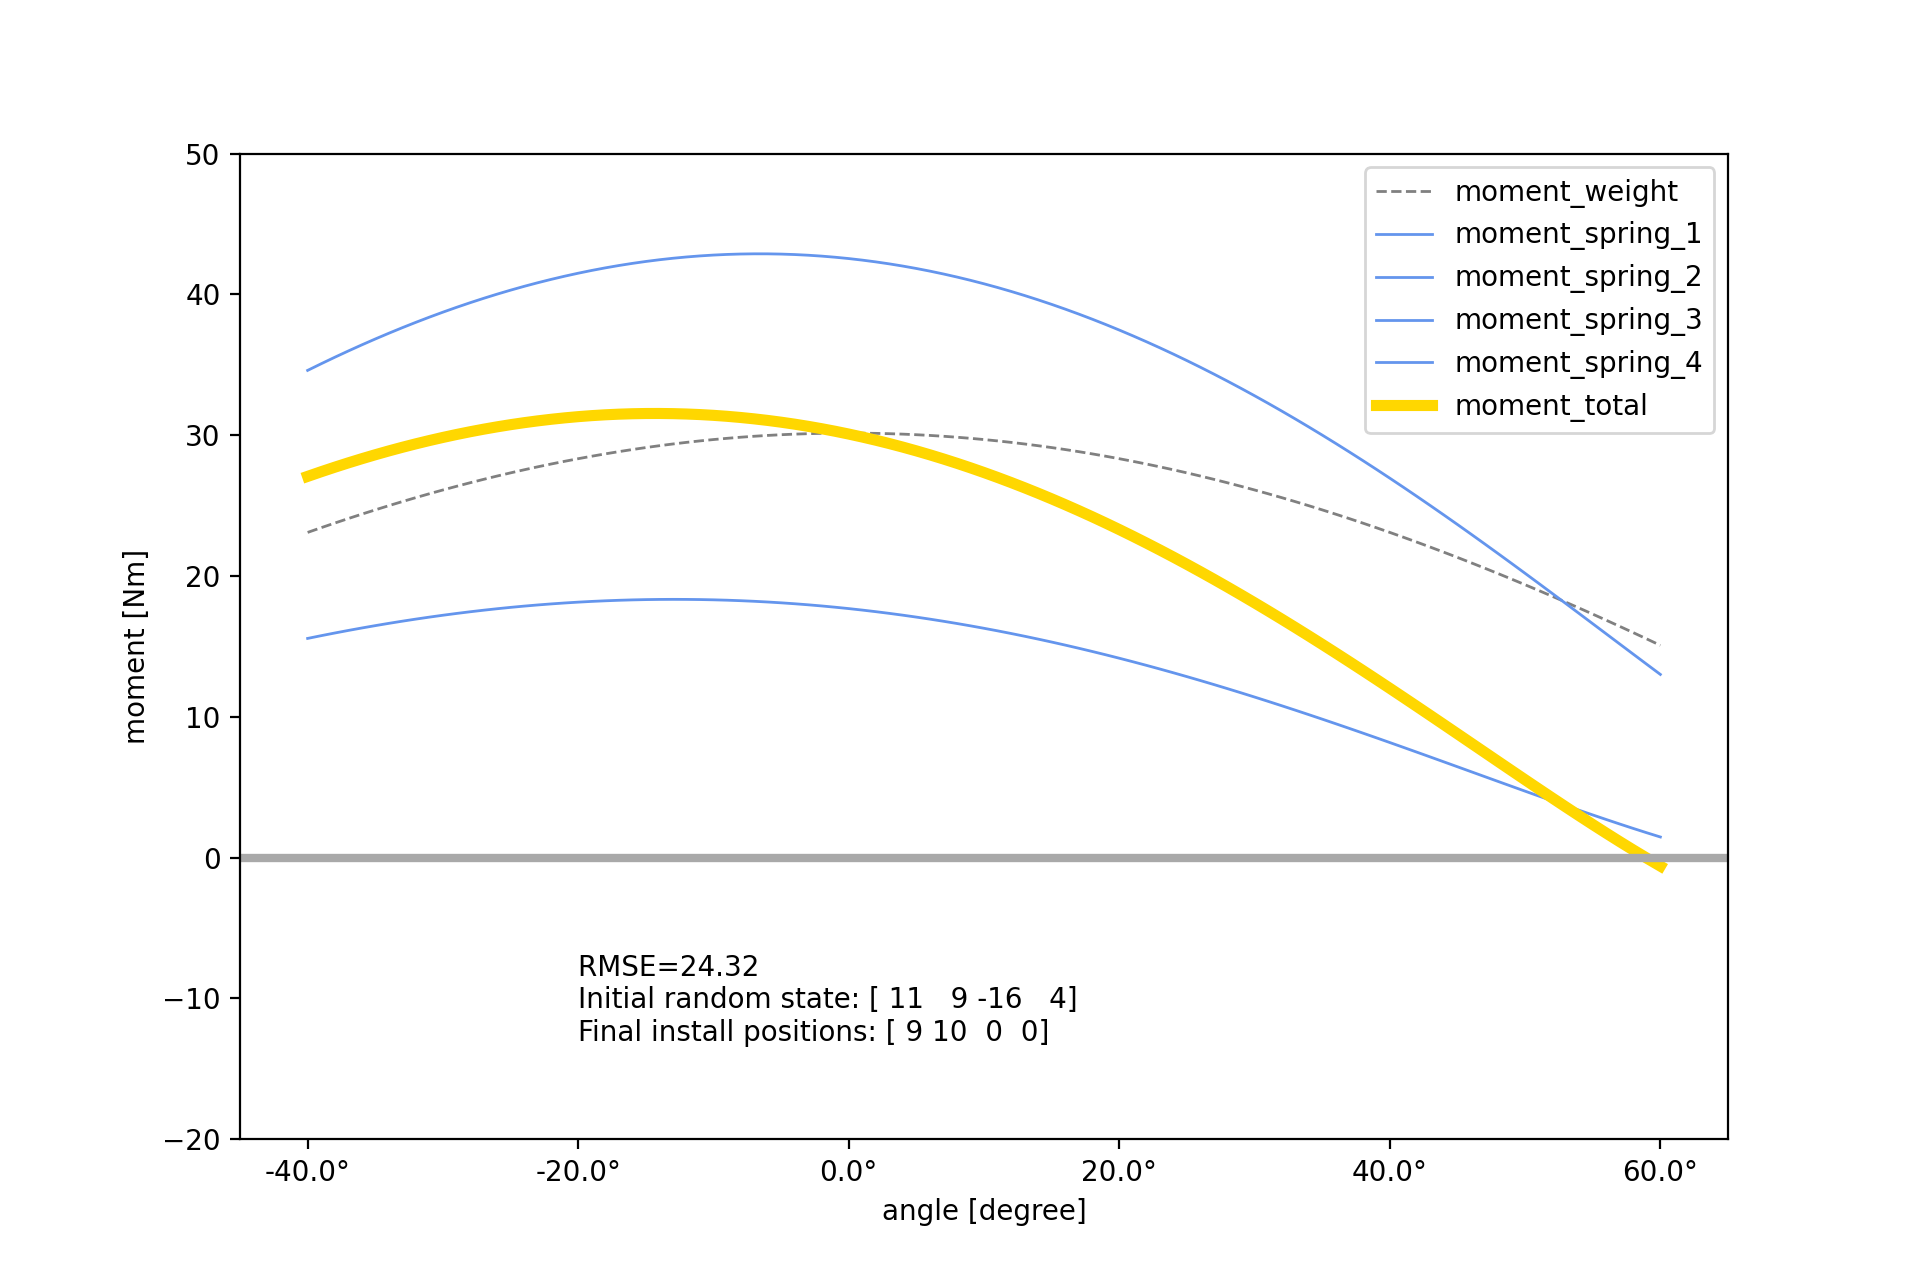 50
40
30
20
10
0
−10
−20
moment [Nm]
moment_weight
moment_spring_1
moment_spring_2
moment_spring_3
moment_spring_4
moment_total
RMSE=24.32
Initial random state: [ 11   9 -16   4]
Final install positions: [ 9 10  0  0]
-40.0° -20.0° 0.0° 20.0° 40.0° 60.0°
angle [degree]